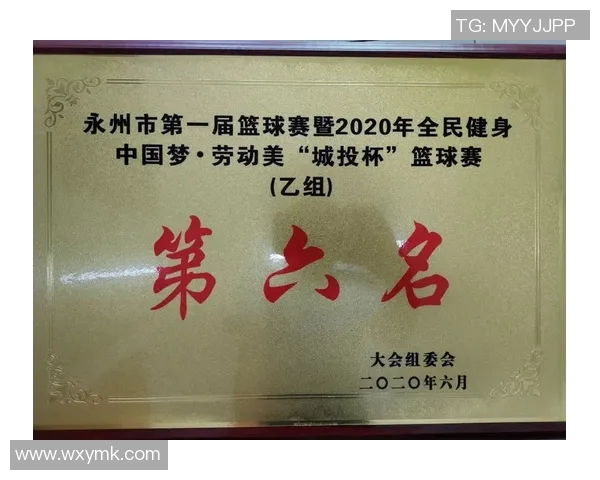 TG: MYYJJPP
永州市第一届篮球赛暨2020年全民健身
中国梦·劳动美“城投杯”篮球赛
(乙组)
第六名
大会组委会
二〇二〇年六月
www.wxymk.com